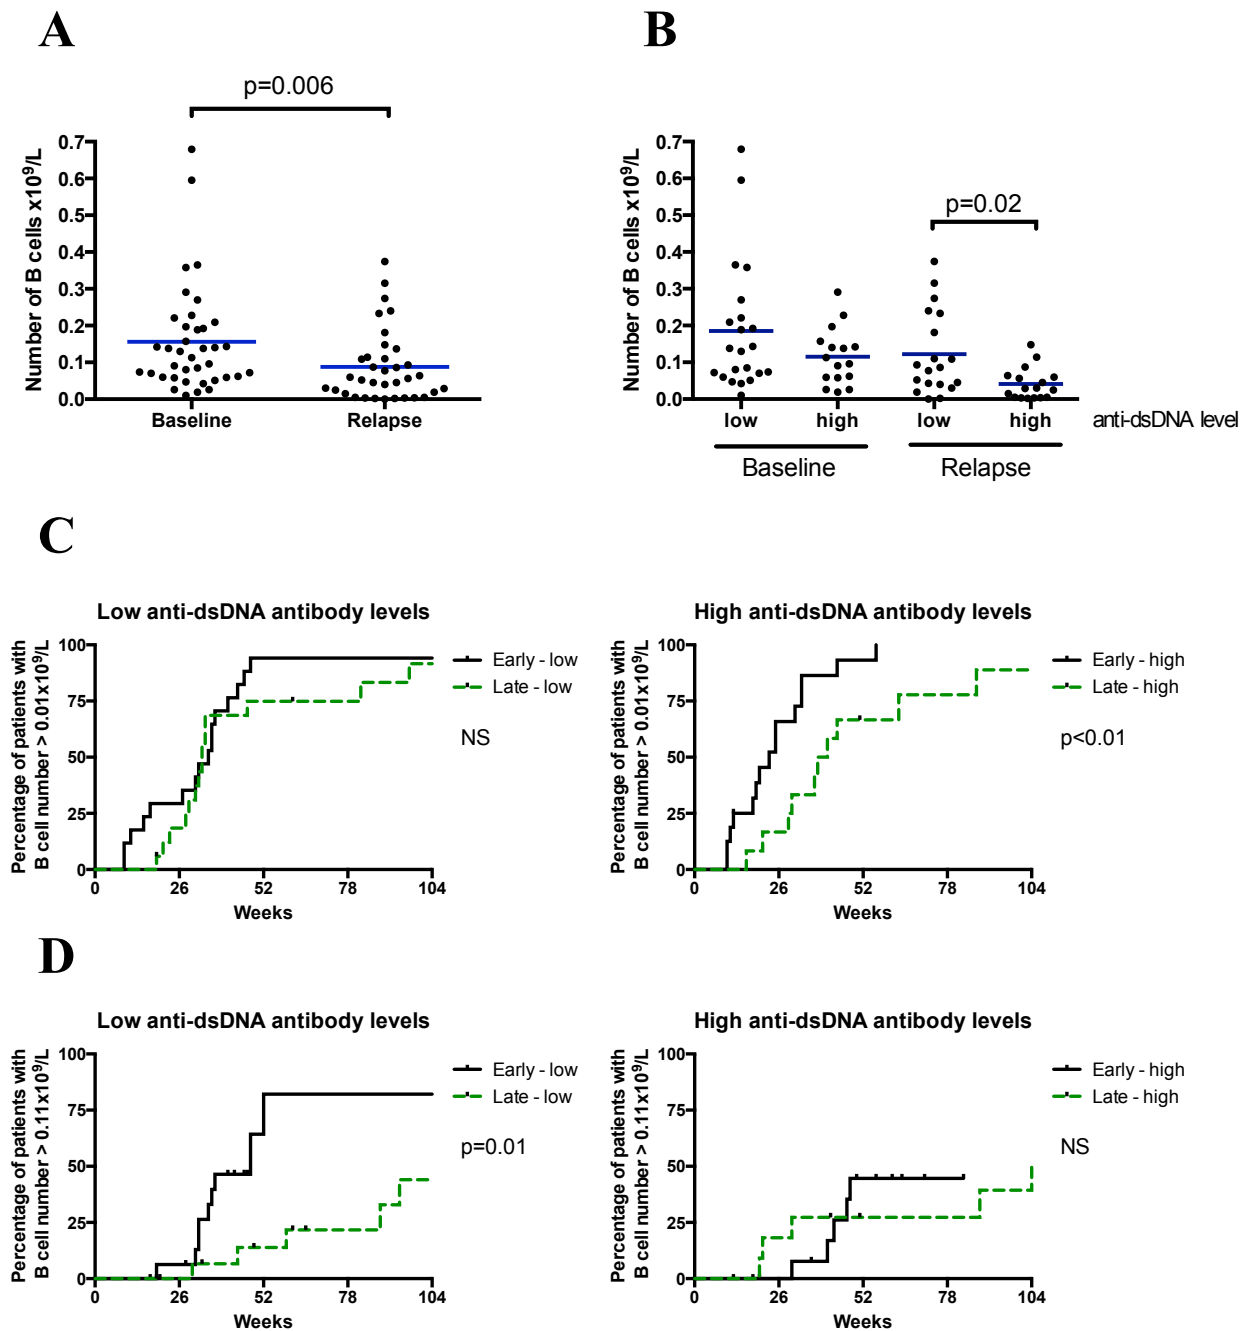 A
p=0.006
Number of B cells x10⁹/L
0.7
0.6
0.5
0.4
0.3
0.2
0.1
0.0
Baseline
Relapse
B
p=0.02
Number of B cells x10⁹/L
0.7
0.6
0.5
0.4
0.3
0.2
0.1
0.0
low
high
low
high
anti-dsDNA level
Baseline
Relapse
C
Low anti-dsDNA antibody levels
Percentage of patients with
B cell number > 0.01x10⁹/L
100
75
50
25
0
0
26
52
78
104
Weeks
Early - low
Late - low
NS
High anti-dsDNA antibody levels
Percentage of patients with
B cell number > 0.01x10⁹/L
100
75
50
25
0
0
26
52
78
104
Weeks
Early - high
Late - high
p<0.01
D
Low anti-dsDNA antibody levels
Percentage of patients with
B cell number > 0.11x10⁹/L
100
75
50
25
0
0
26
52
78
104
Weeks
Early - low
Late - low
p=0.01
High anti-dsDNA antibody levels
Percentage of patients with
B cell number > 0.11x10⁹/L
100
75
50
25
0
0
26
52
78
104
Weeks
Early - high
Late - high
NS